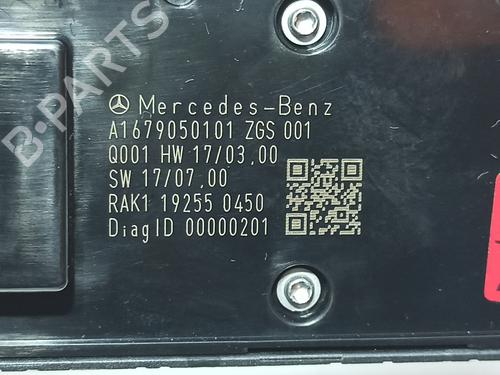 Mercedes-Benz
A1679050101 ZGS 001
Q001 HW 17/03,00
SW 17/07,00
RAK1 19255 0450
DiagID 00000201
B-PARTS